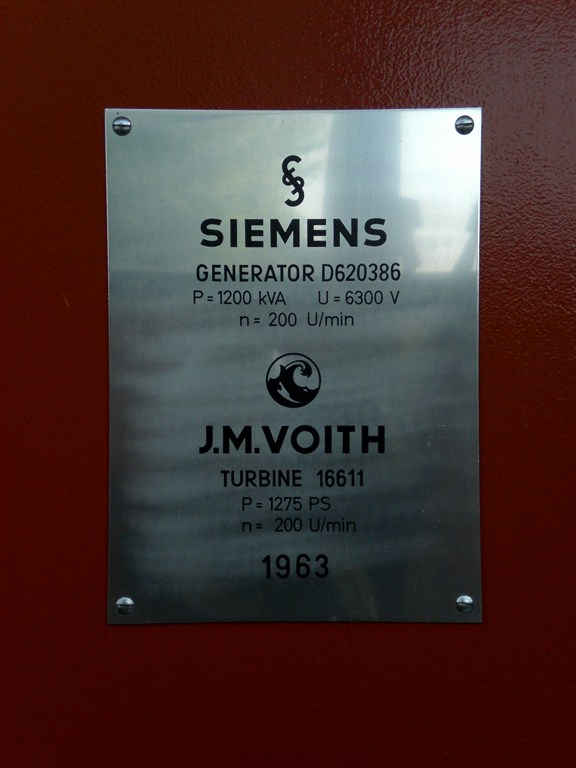 SIEMENS
GENERATOR D620386
P = 1200 kVA U = 6300 V
n = 200 U/min
J.M.VOITH
TURBINE 16611
P = 1275 PS
n = 200 U/min
1963